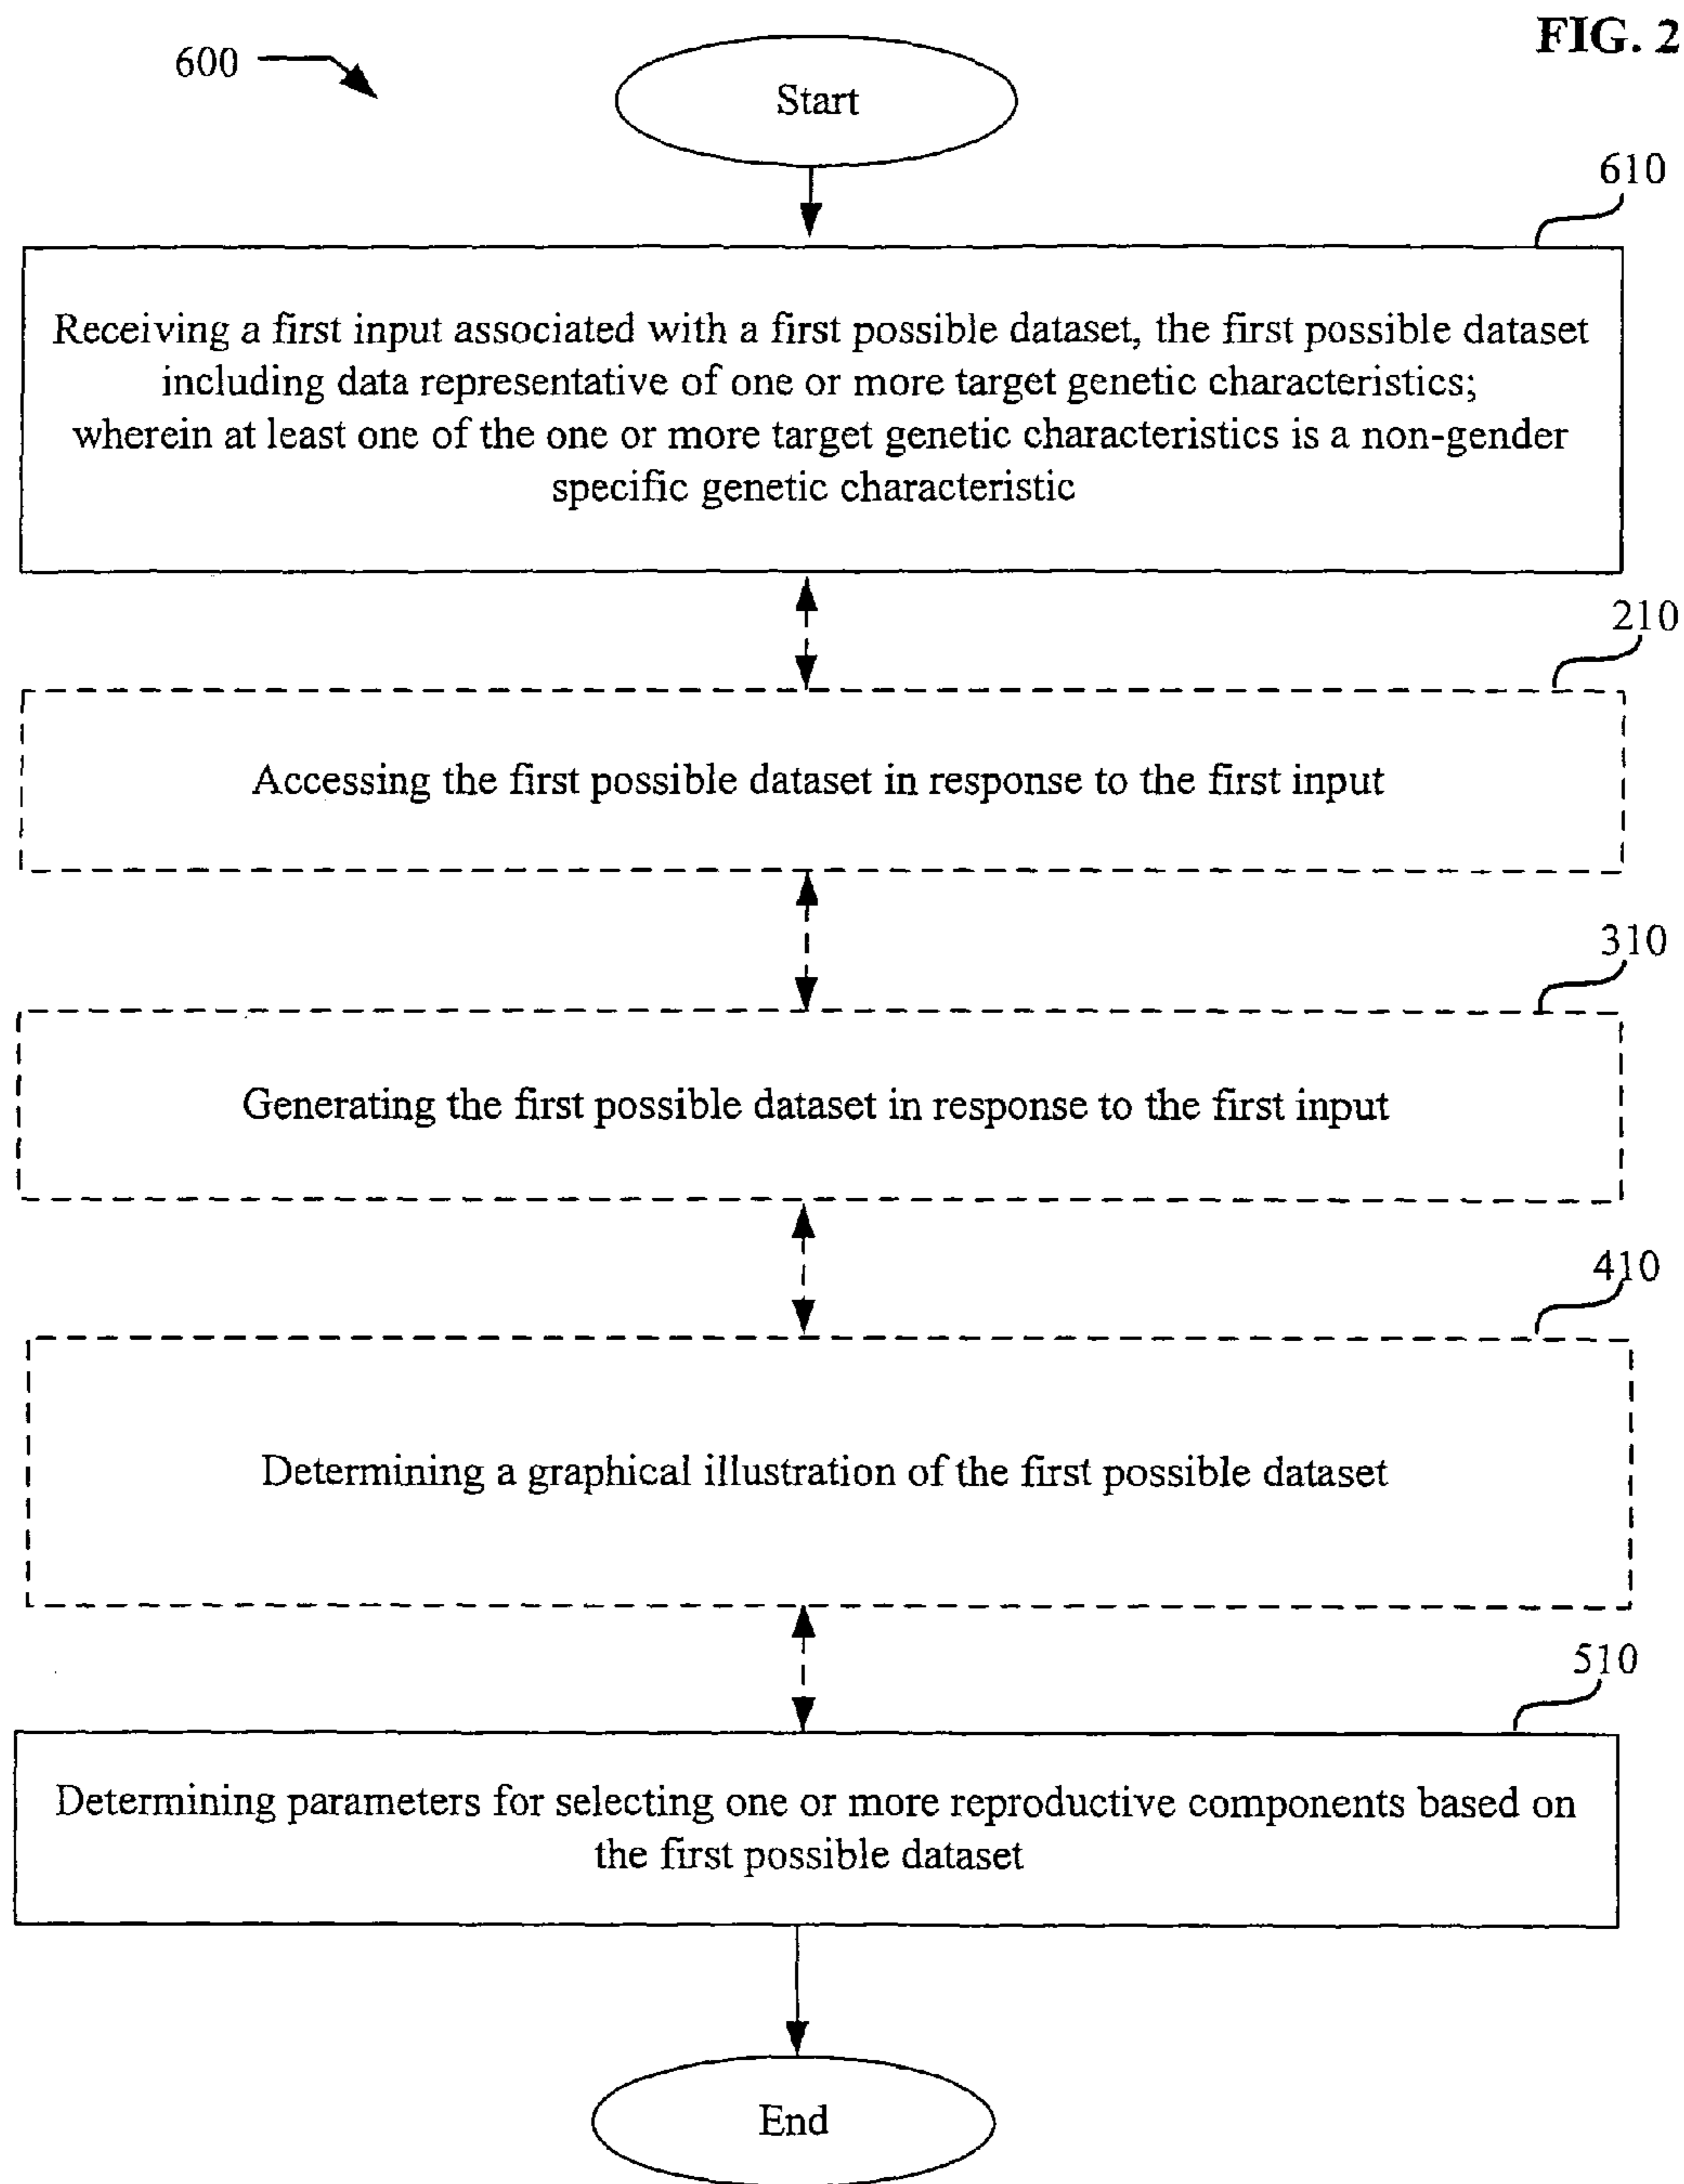 FIG. 2
600
Start
610
Receiving a first input associated with a first possible dataset, the first possible dataset
including data representative of one or more target genetic characteristics;
wherein at least one of the one or more target genetic characteristics is a non-gender
specific genetic characteristic
210
Accessing the first possible dataset in response to the first input
310
Generating the first possible dataset in response to the first input
410
Determining a graphical illustration of the first possible dataset
510
Determining parameters for selecting one or more reproductive components based on
the first possible dataset
End